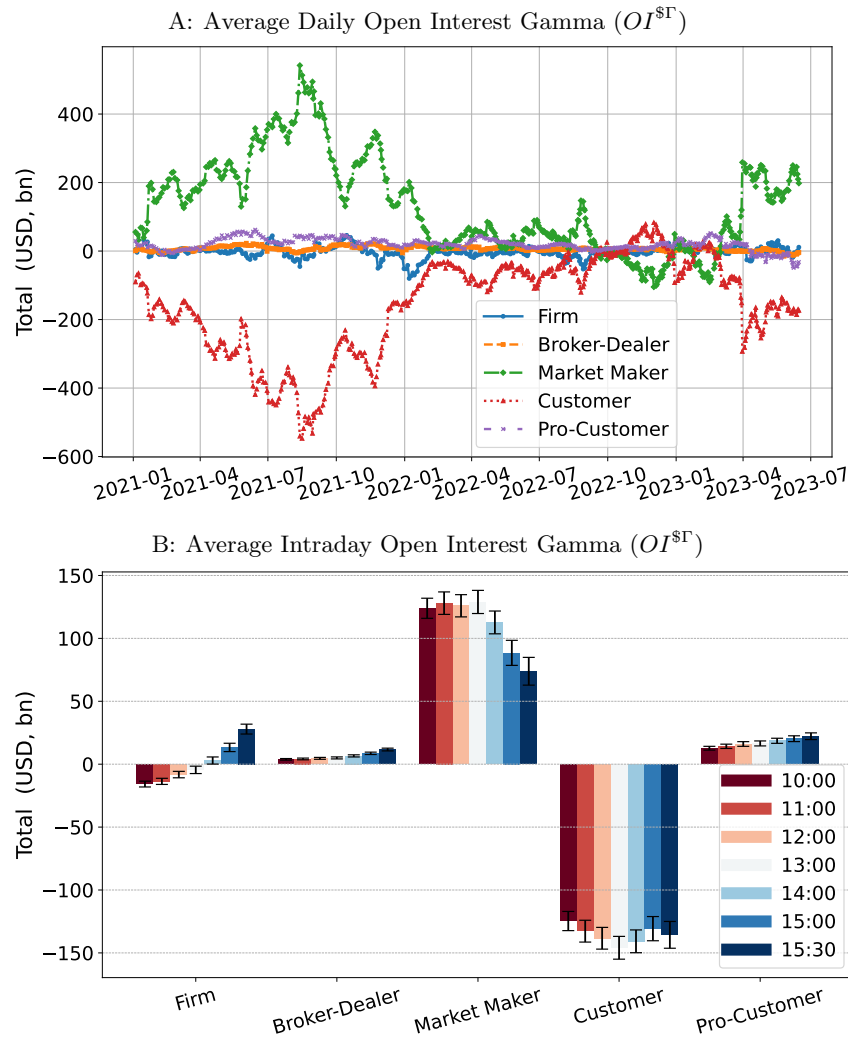 A: Average Daily Open Interest Gamma (OI^{$Γ})
Total (USD, bn)
400
200
0
−200
−400
−600
Firm
Broker-Dealer
Market Maker
Customer
Pro-Customer
2021-01
2021-04
2021-07
2021-10
2022-01
2022-04
2022-07
2022-10
2023-01
2023-04
2023-07
B: Average Intraday Open Interest Gamma (OI^{$Γ})
Total (USD, bn)
150
100
50
0
−50
−100
−150
10:00
11:00
12:00
13:00
14:00
15:00
15:30
Firm
Broker-Dealer
Market Maker
Customer
Pro-Customer